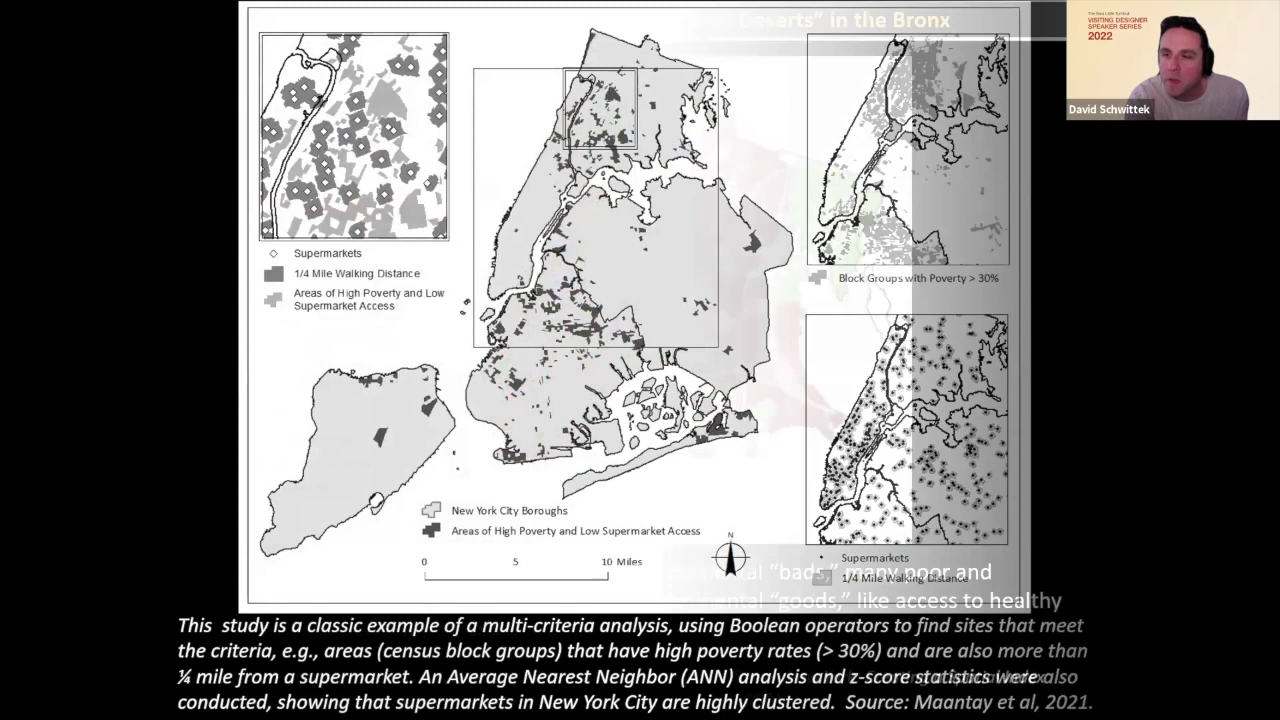 Deserts” in the Bronx
The Sara Little Turnbull
VISITING DESIGNER
SPEAKER SERIES
2022
David Schwittek
Supermarkets
1/4 Mile Walking Distance
Areas of High Poverty and Low
Supermarket Access
Block Groups with Poverty > 30%
New York City Boroughs
Areas of High Poverty and Low Supermarket Access
0 5 10 Miles
N
Supermarkets
1/4 Mile Walking Distance
“bads,” many poor and
“goods,” like access to healthy
This study is a classic example of a multi-criteria analysis, using Boolean operators to find sites that meet
the criteria, e.g., areas (census block groups) that have high poverty rates (> 30%) and are also more than
¼ mile from a supermarket. An Average Nearest Neighbor (ANN) analysis and z-score statistics were also
conducted, showing that supermarkets in New York City are highly clustered. Source: Maantay et al, 2021.